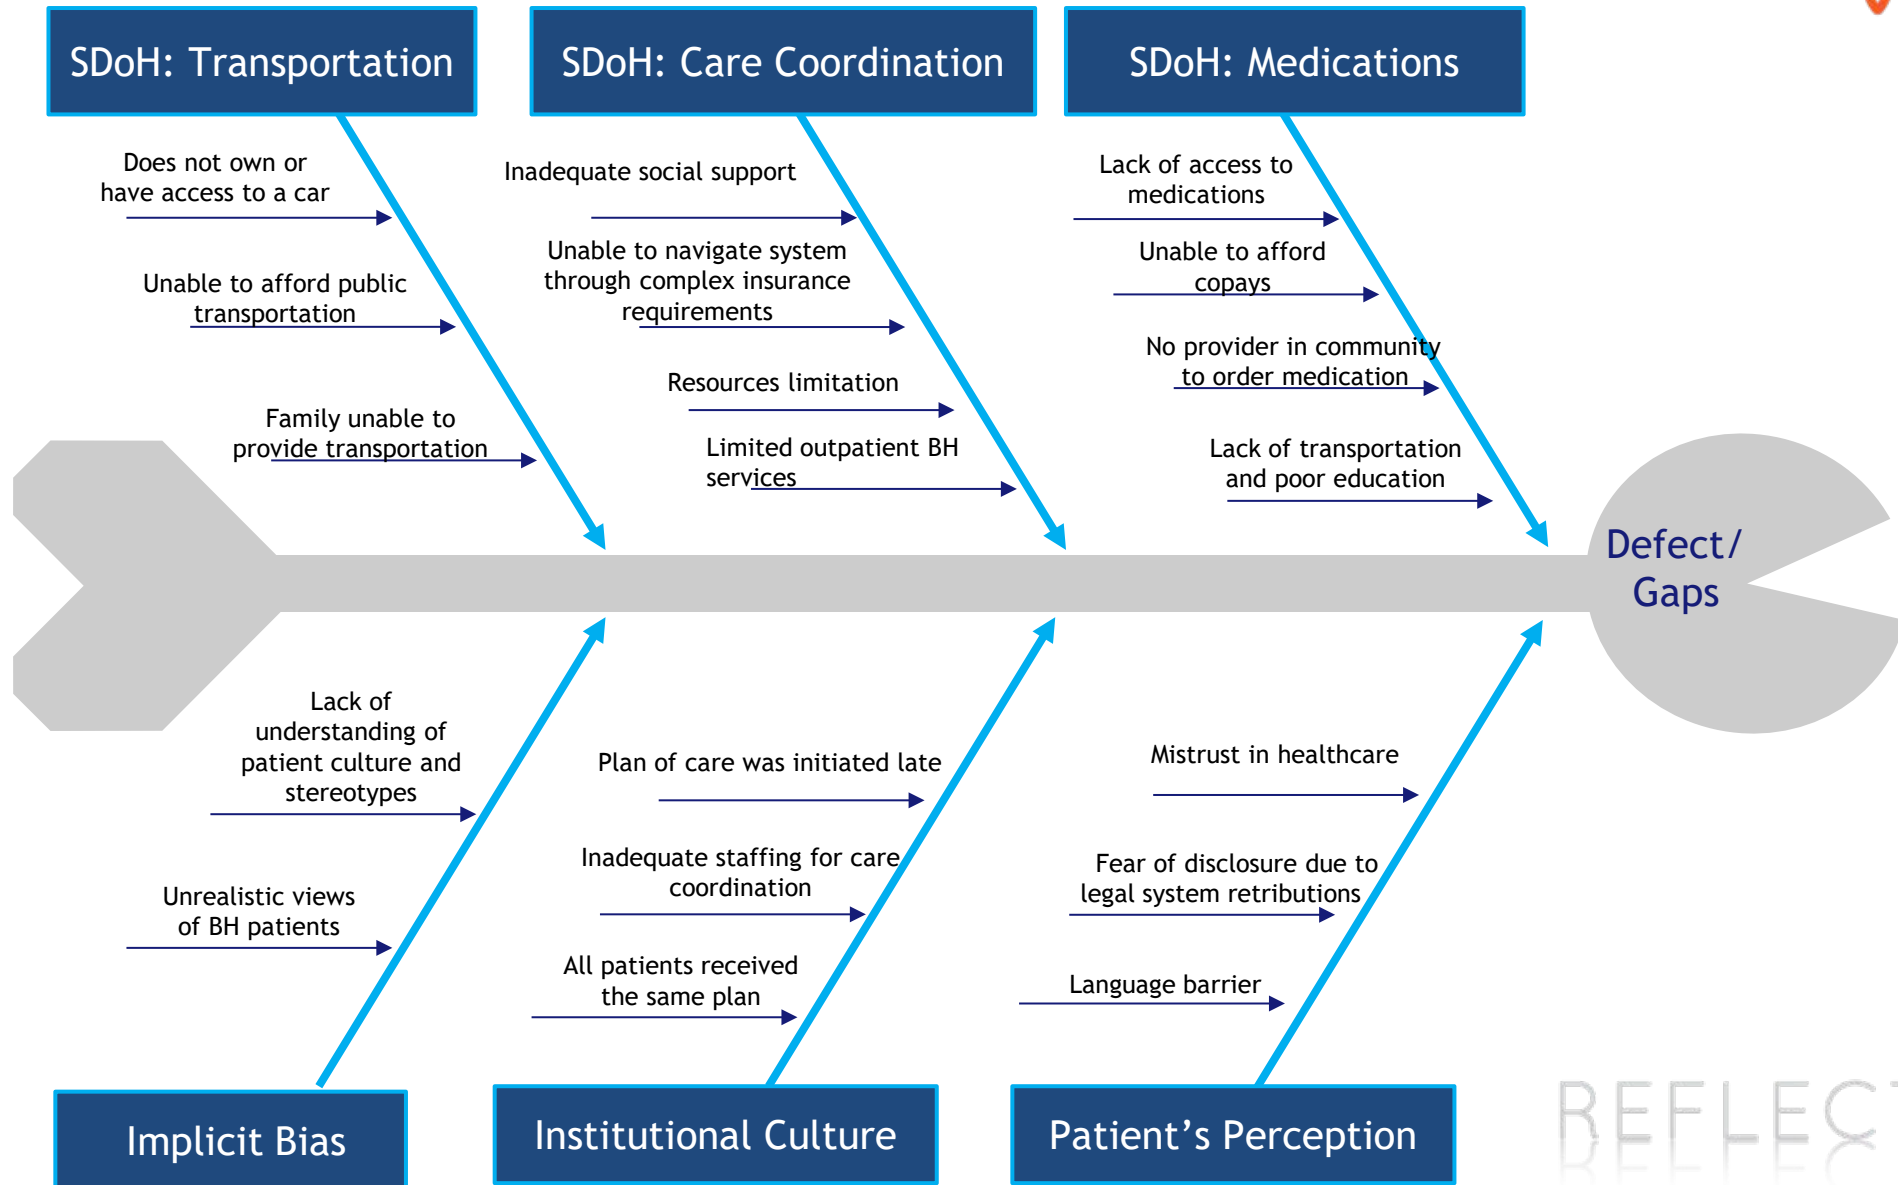 SDoH: Transportation
SDoH: Care Coordination
SDoH: Medications
Does not own or
have access to a car
Unable to afford public
transportation
Family unable to
provide transportation
Inadequate social support
Unable to navigate system
through complex insurance
requirements
Resources limitation
Limited outpatient BH
services
Lack of access to
medications
Unable to afford
copays
No provider in community
to order medication
Lack of transportation
and poor education
Defect/
Gaps
Lack of
understanding of
patient culture and
stereotypes
Unrealistic views
of BH patients
Plan of care was initiated late
Inadequate staffing for care
coordination
All patients received
the same plan
Mistrust in healthcare
Fear of disclosure due to
legal system retributions
Language barrier
Implicit Bias
Institutional Culture
Patient’s Perception
REFLECT